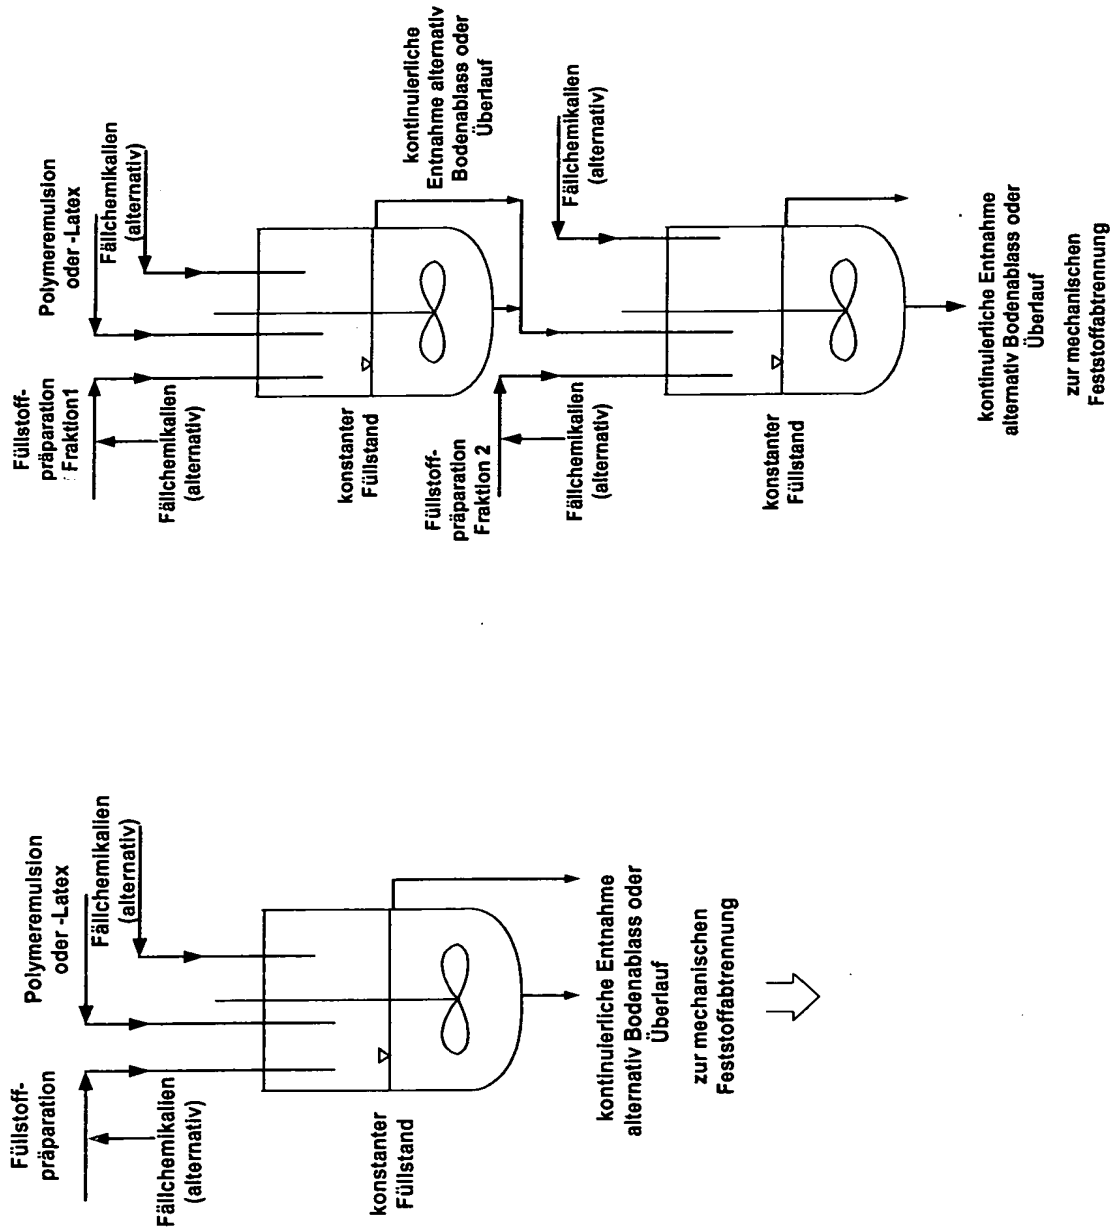 Füllstoff-
präparation
Fraktion1
Polymeremulsion
oder -Latex
Fällchemikalien
(alternativ)
Fällchemikalien
(alternativ)
konstanter
Füllstand
kontinuierliche
Entnahme alternativ
Bodenablass oder
Überlauf
Füllstoff-
präparation
Fraktion 2
Fällchemikalien
(alternativ)
Fällchemikalien
(alternativ)
konstanter
Füllstand
kontinuierliche Entnahme
alternativ Bodenablass oder
Überlauf
zur mechanischen
Feststoffabtrennung
Füllstoff-
präparation
Polymeremulsion
oder -Latex
Fällchemikalien
(alternativ)
Fällchemikalien
(alternativ)
konstanter
Füllstand
kontinuierliche Entnahme
alternativ Bodenablass oder
Überlauf
zur mechanischen
Feststoffabtrennung